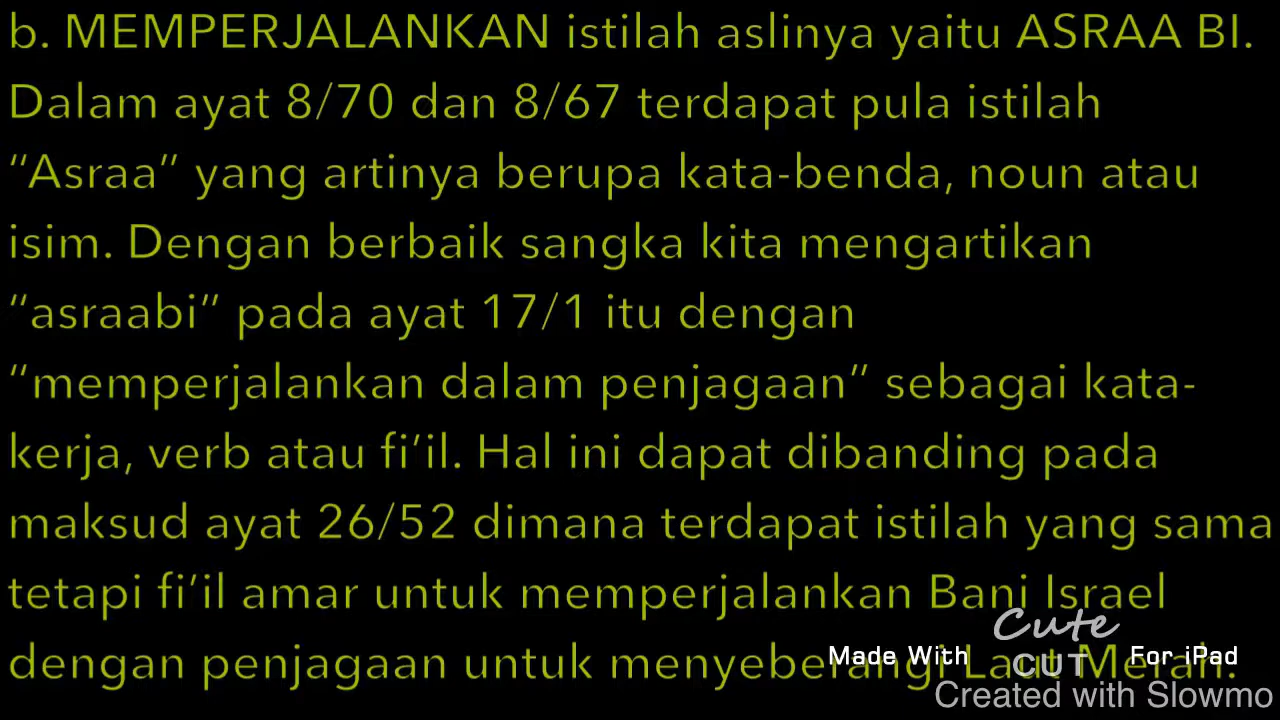 b. MEMPERJALANKAN istilah aslinya yaitu ASRAA BI.
Dalam ayat 8/70 dan 8/67 terdapat pula istilah
“Asraa” yang artinya berupa kata-benda, noun atau
isim. Dengan berbaik sangka kita mengartikan
“asraabi” pada ayat 17/1 itu dengan
“memperjalankan dalam penjagaan” sebagai kata-
kerja, verb atau fi’il. Hal ini dapat dibanding pada
maksud ayat 26/52 dimana terdapat istilah yang sama
tetapi fi’il amar untuk memperjalankan Bani Israel
dengan penjagaan untuk menyeberangi Laut Merah.
Made With Cute CUT For iPad
Created with Slowmo